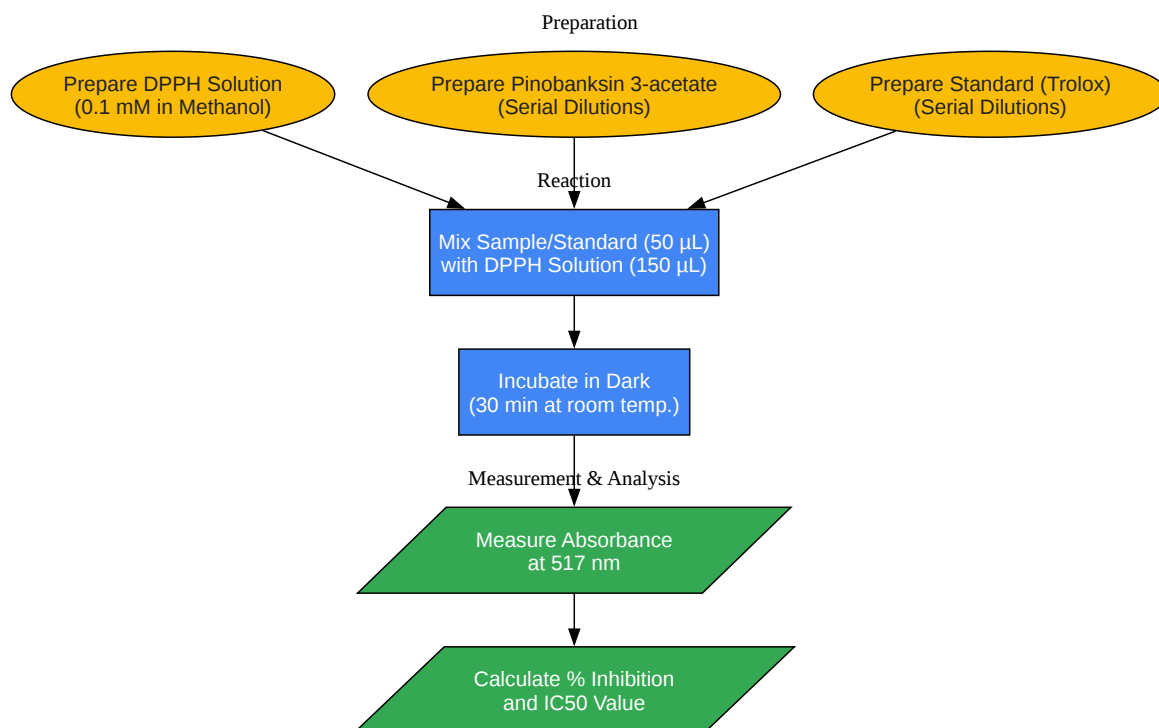 Preparation
Prepare DPPH Solution
(0.1 mM in Methanol)
Prepare Pinobanksin 3-acetate
(Serial Dilutions)
Prepare Standard (Trolox)
(Serial Dilutions)
Reaction
Mix Sample/Standard (50 µL)
with DPPH Solution (150 µL)
Incubate in Dark
(30 min at room temp.)
Measurement & Analysis
Measure Absorbance
at 517 nm
Calculate % Inhibition
and IC50 Value